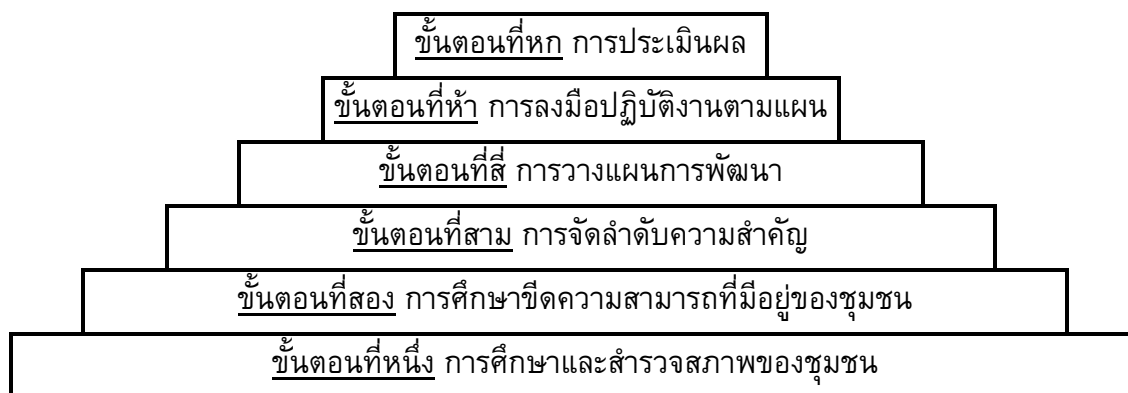 ขั้นตอนที่หก การประเมินผล
ขั้นตอนที่ห้า การลงมือปฏิบัติงานตามแผน
ขั้นตอนที่สี่ การวางแผนการพัฒนา
ขั้นตอนที่สาม การจัดลำดับความสำคัญ
ขั้นตอนที่สอง การศึกษาขีดความสามารถที่มีอยู่ของชุมชน
ขั้นตอนที่หนึ่ง การศึกษาและสำรวจสภาพของชุมชน